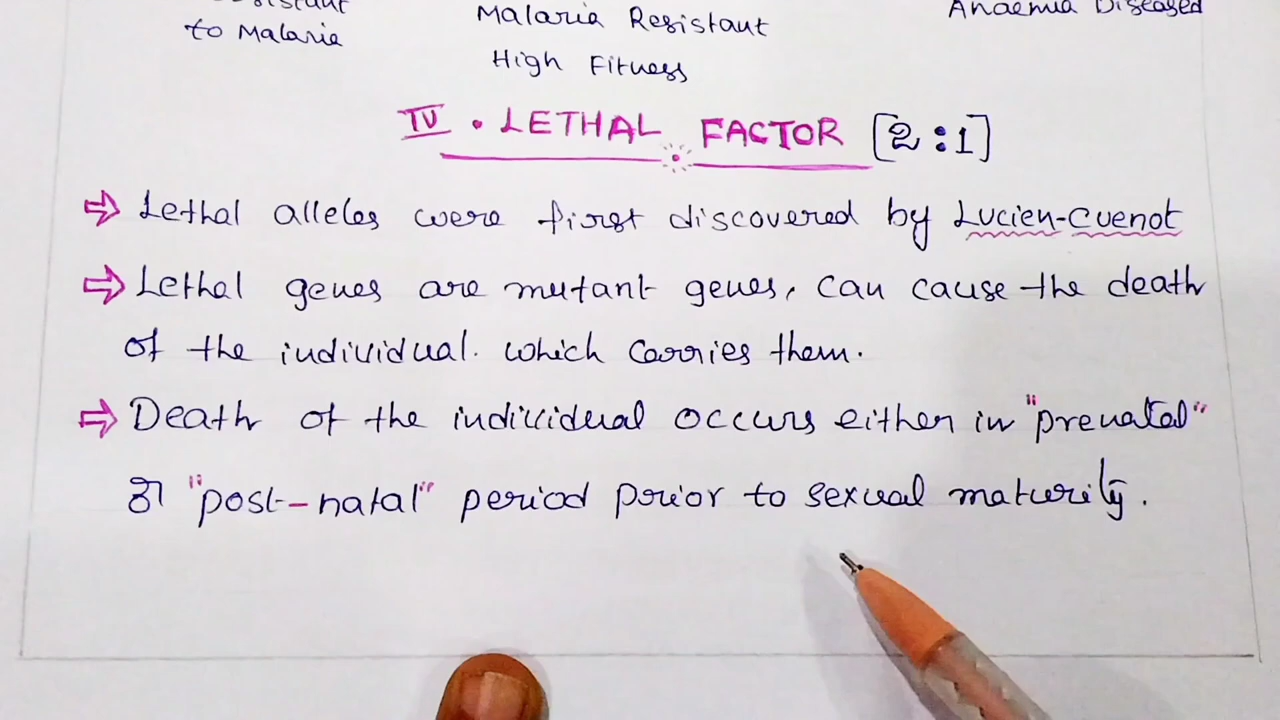 to Malaria
Malaria Resistant
High Fitness
Anaemia Diseased
IV. LETHAL FACTOR [2:1]
⇒ Lethal alleles were first discovered by Lucien-Cuenot
⇒ Lethal genes are mutant genes, can cause the death
of the individual. which carries them.
⇒ Death of the individual occurs either in "prenatal"
or "post-natal" period prior to sexual maturity.